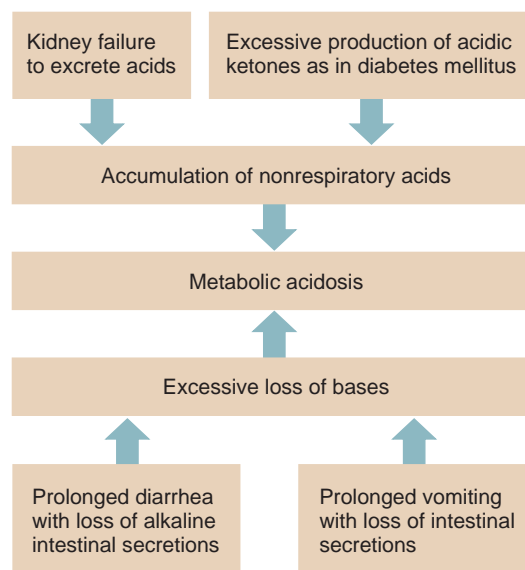 Kidney failure
to excrete acids
Excessive production of acidic
ketones as in diabetes mellitus
Accumulation of nonrespiratory acids
Metabolic acidosis
Excessive loss of bases
Prolonged diarrhea
with loss of alkaline
intestinal secretions
Prolonged vomiting
with loss of intestinal
secretions